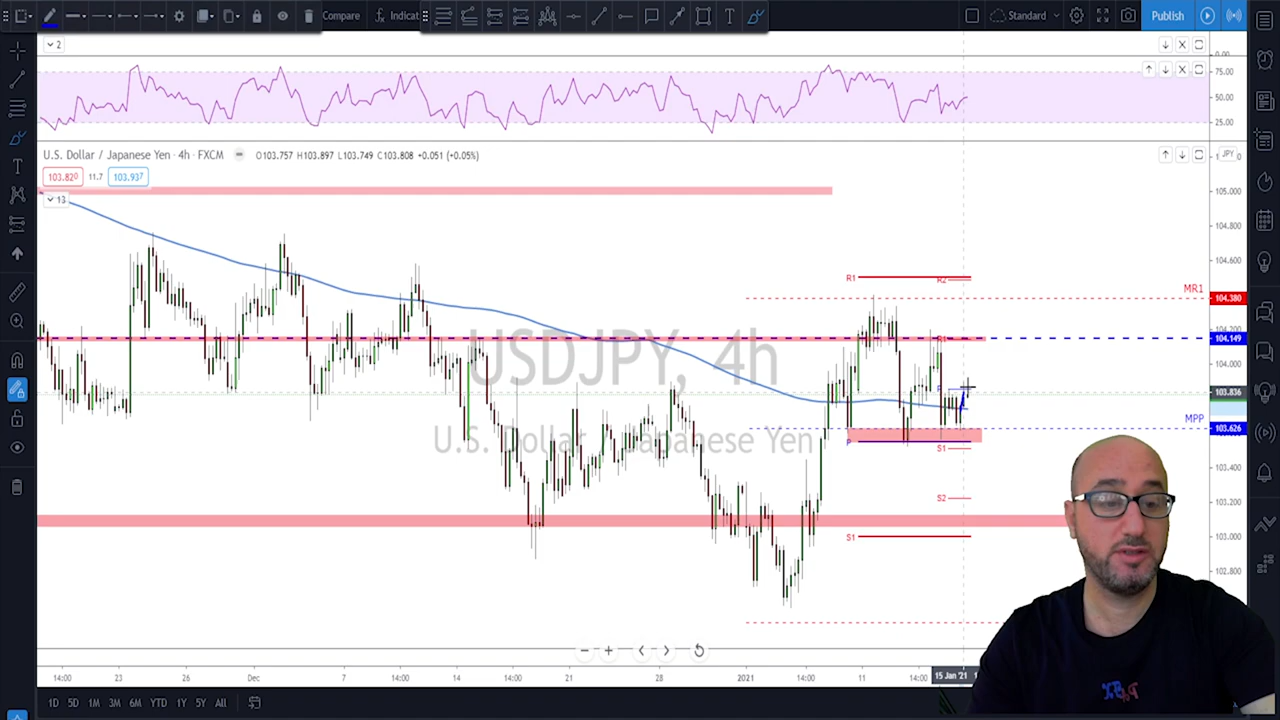 Compare
Indicat
Standard
Publish
2
0.00
75.00
50.00
25.00
U.S. Dollar / Japanese Yen · 4h · FXCM
O103.757 H103.897 L103.749 C103.808 +0.051 (+0.05%)
JPY
103.820 11.7 103.937
13
105.000
104.800
104.600
R1
R2
MR1
104.380
104.200
USDJPY, 4h
104.149
104.000
P
103.836
U.S. Dollar / Japanese Yen
MPP
103.626
P
S1
103.400
S2
103.200
S1
103.000
102.800
14:00 23 26 Dec 7 14:00 14 14:00 21 28 2021 14:00 11 14:00 15 Jan '21
1D 5D 1M 3M 6M YTD 1Y 5Y All